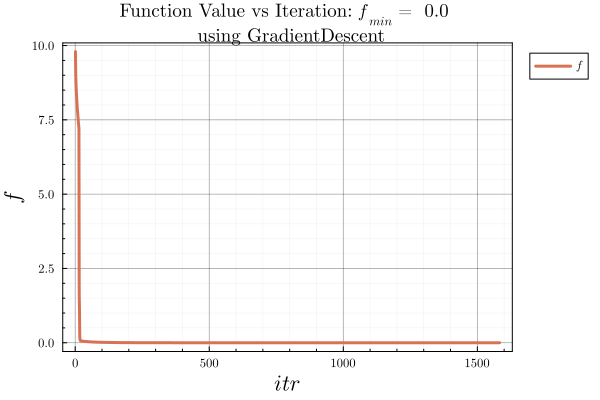 Function Value vs Iteration: f_min = 0.0
using GradientDescent
f
10.0
7.5
5.0
2.5
0.0
f
0
500
1000
1500
itr